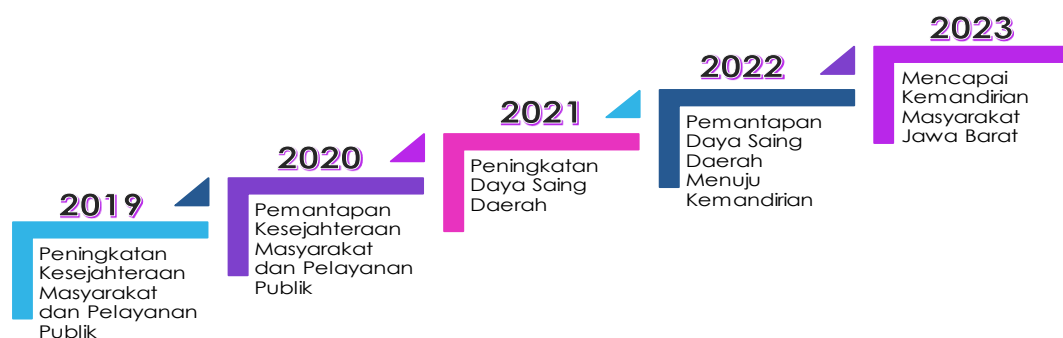 2019
Peningkatan
Kesejahteraan
Masyarakat
dan Pelayanan
Publik
2020
Pemantapan
Kesejahteraan
Masyarakat
dan Pelayanan
Publik
2021
Peningkatan
Daya Saing
Daerah
2022
Pemantapan
Daya Saing
Daerah
Menuju
Kemandirian
2023
Mencapai
Kemandirian
Masyarakat
Jawa Barat